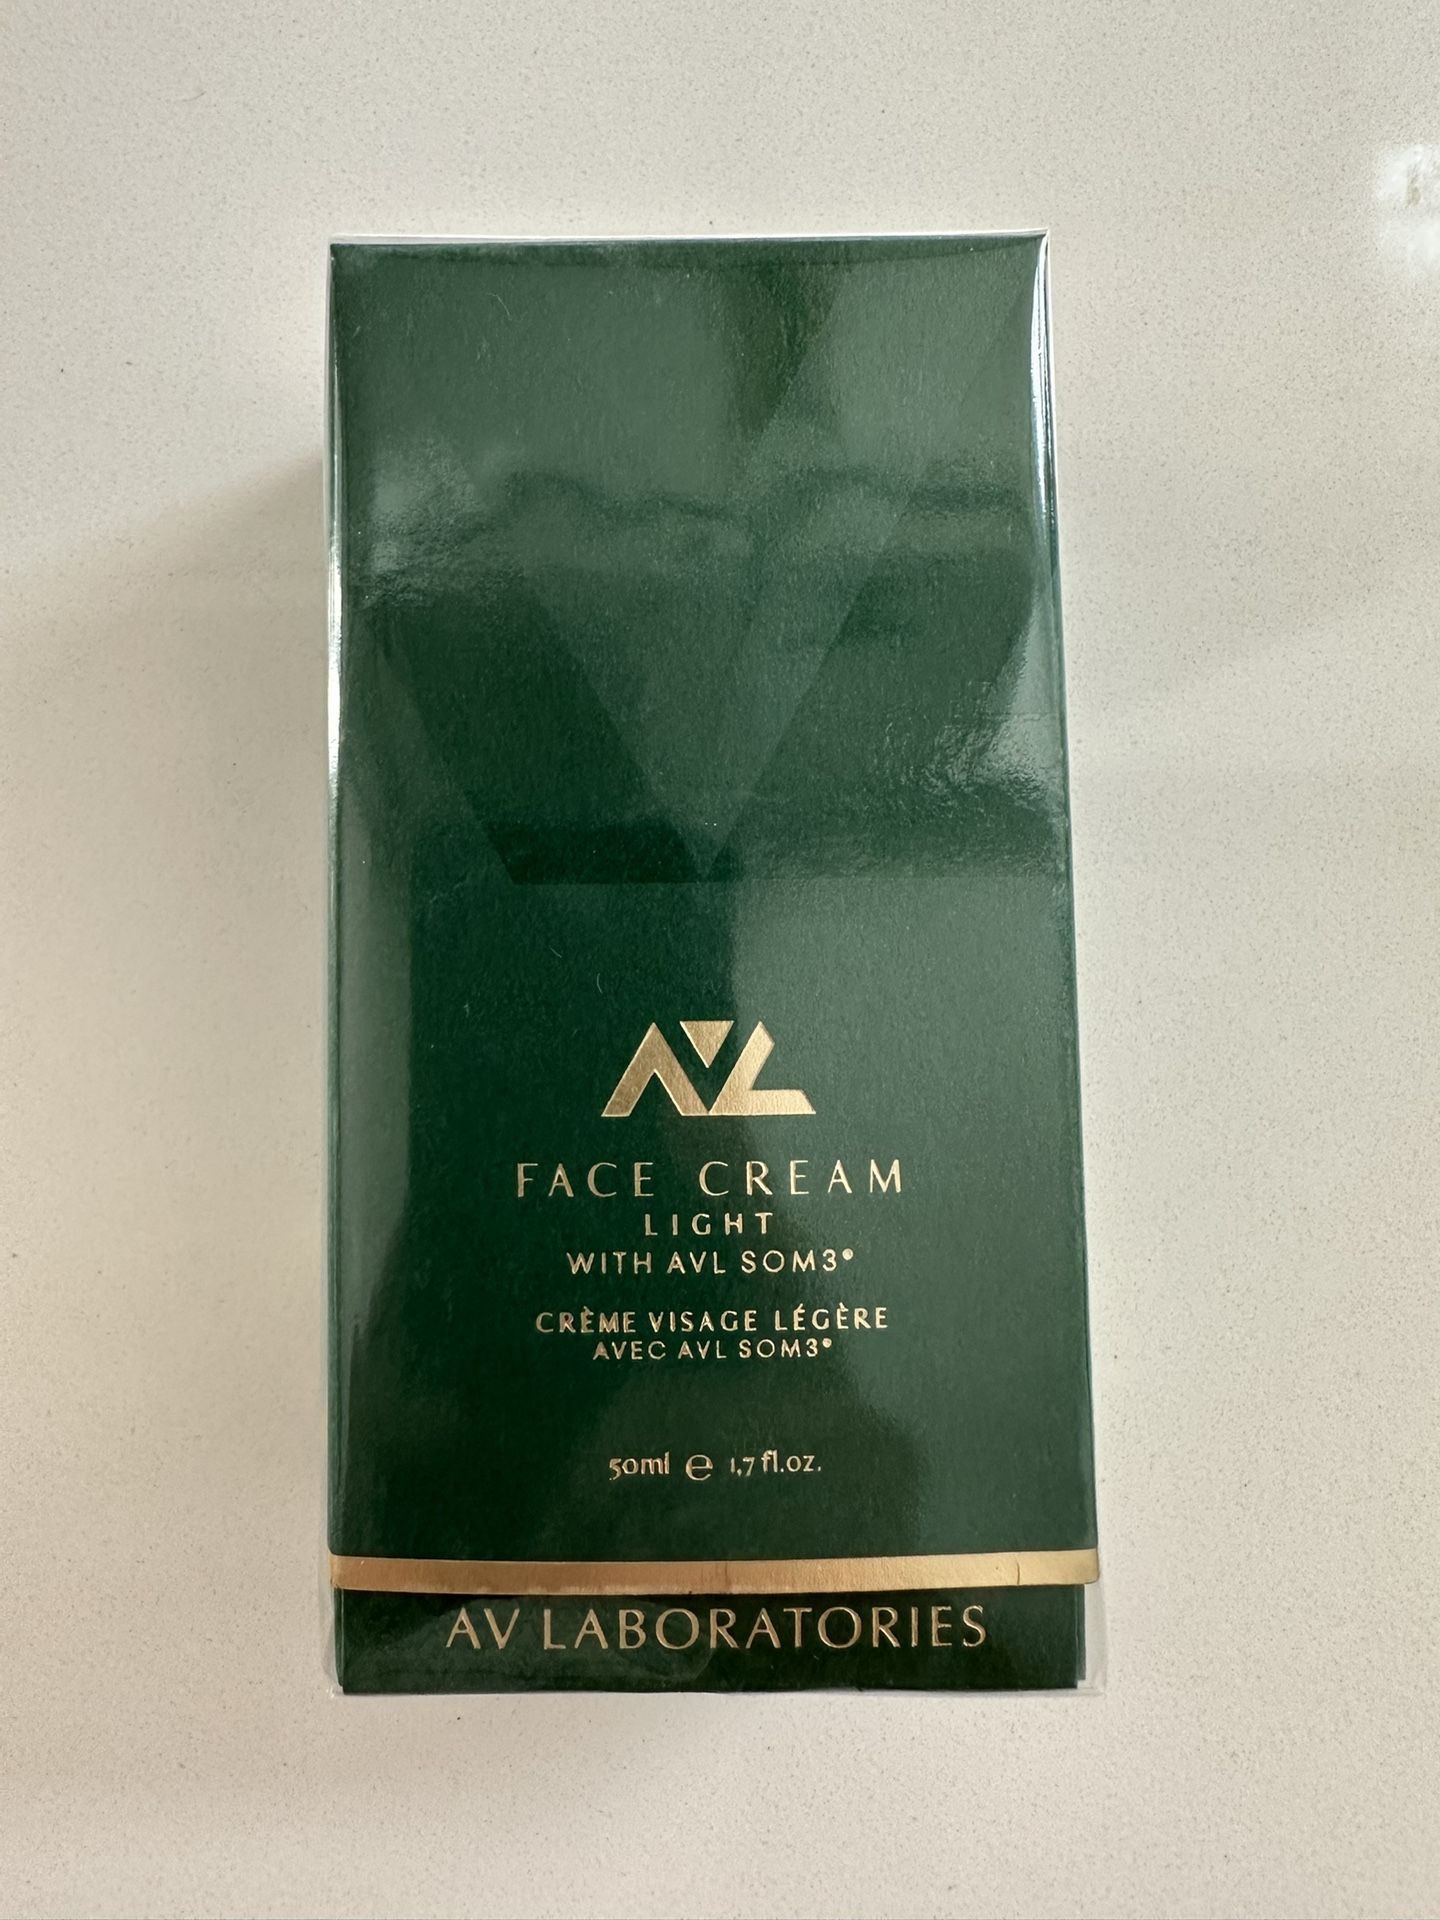 AVL
FACE CREAM
LIGHT
WITH AVL SOM3®
CRÈME VISAGE LÉGÈRE
AVEC AVL SOM3®
50ml ℮ 1,7 fl.oz.
AV LABORATORIES